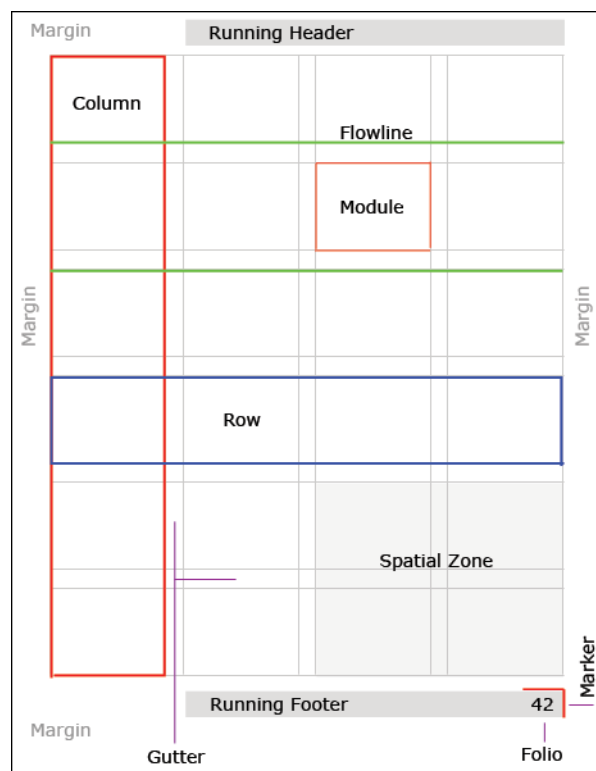 Margin
Running Header
Column
Flowline
Module
Margin
Margin
Row
Spatial Zone
Marker
Running Footer
42
Margin
Gutter
Folio